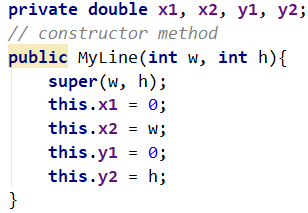 private double x1, x2, y1, y2;
// constructor method
public MyLine(int w, int h){
    super(w, h);
    this.x1 = 0;
    this.x2 = w;
    this.y1 = 0;
    this.y2 = h;
}